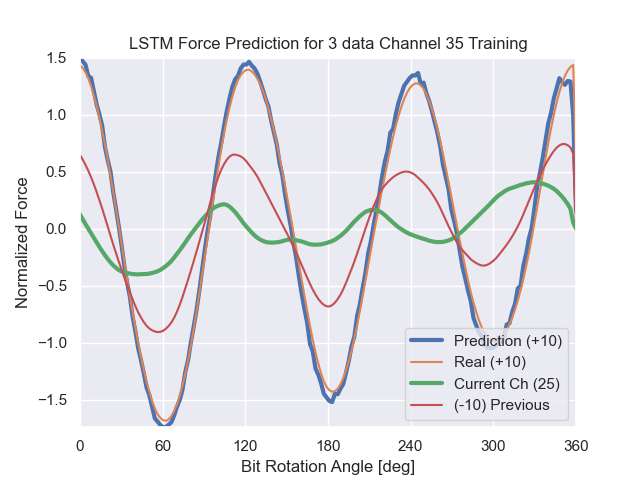 LSTM Force Prediction for 3 data Channel 35 Training
1.5
1.0
0.5
0.0
−0.5
−1.0
−1.5
Normalized Force
Prediction (+10)
Real (+10)
Current Ch (25)
(-10) Previous
0 60 120 180 240 300 360
Bit Rotation Angle [deg]